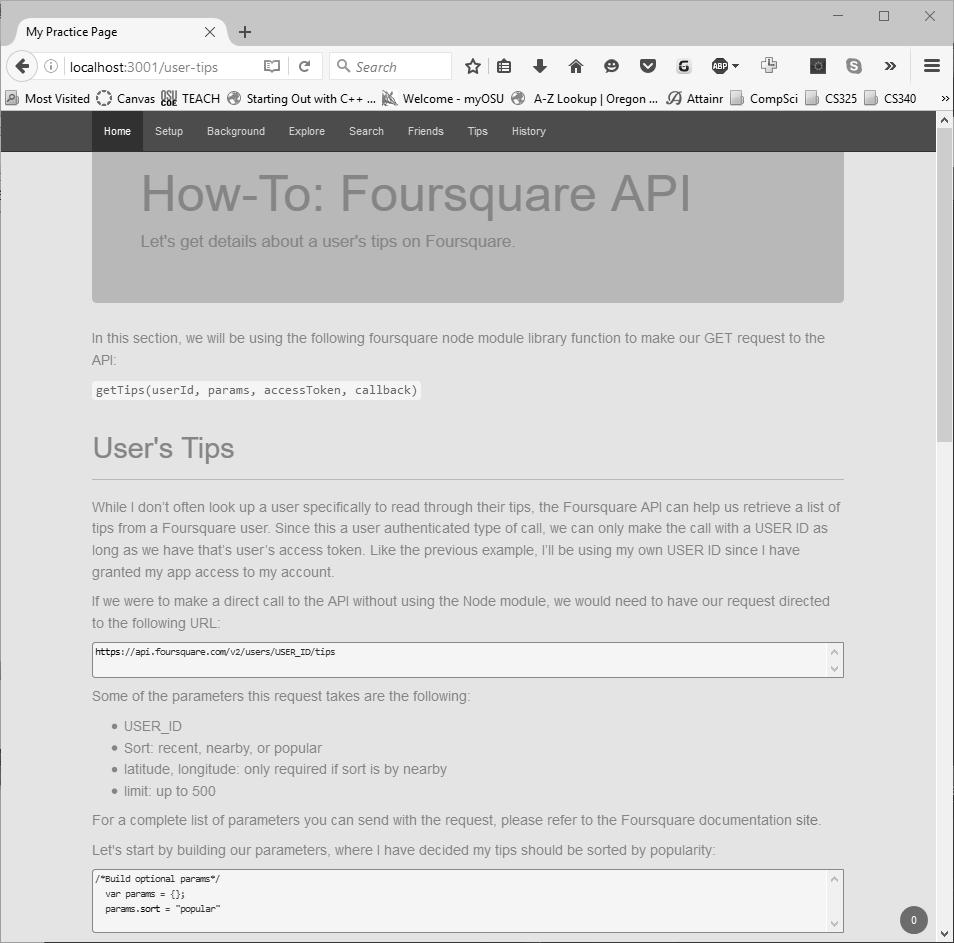 My Practice Page
localhost:3001/user-tips
Search
ABP
Most Visited Canvas OSU COE TEACH Starting Out with C++ ... Welcome - myOSU A-Z Lookup | Oregon ... Attainr CompSci CS325 CS340
Home Setup Background Explore Search Friends Tips History
How-To: Foursquare API
Let's get details about a user's tips on Foursquare.
In this section, we will be using the following foursquare node module library function to make our GET request to the
API:
getTips(userId, params, accessToken, callback)
User's Tips
While I don’t often look up a user specifically to read through their tips, the Foursquare API can help us retrieve a list of
tips from a Foursquare user. Since this a user authenticated type of call, we can only make the call with a USER ID as
long as we have that’s user’s access token. Like the previous example, I’ll be using my own USER ID since I have
granted my app access to my account.
If we were to make a direct call to the API without using the Node module, we would need to have our request directed
to the following URL:
https://api.foursquare.com/v2/users/USER_ID/tips
Some of the parameters this request takes are the following:
• USER_ID
• Sort: recent, nearby, or popular
• latitude, longitude: only required if sort is by nearby
• limit: up to 500
For a complete list of parameters you can send with the request, please refer to the Foursquare documentation site.
Let's start by building our parameters, where I have decided my tips should be sorted by popularity:
/*Build optional params*/
var params = {};
params.sort = "popular"
0